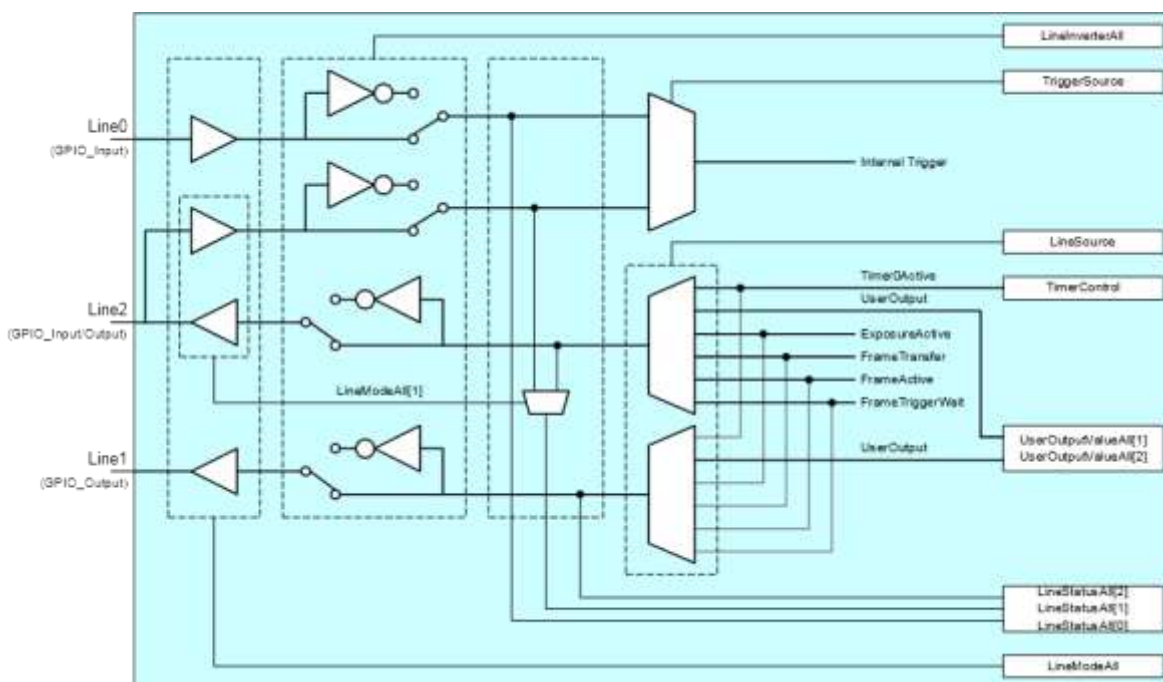 LineInverterAll
TriggerSource
Line0
(GPIO_Input)
Internal Trigger
LineSource
Timer0Active
TimerControl
UserOutput
Line2
(GPIO_Input/Output)
ExposureActive
FrameTransfer
FrameActive
LineModeAll[1]
FrameTriggerWait
UserOutputValueAll[1]
UserOutputValueAll[2]
UserOutput
Line1
(GPIO_Output)
LineStatusAll[2]
LineStatusAll[1]
LineStatusAll[0]
LineModeAll